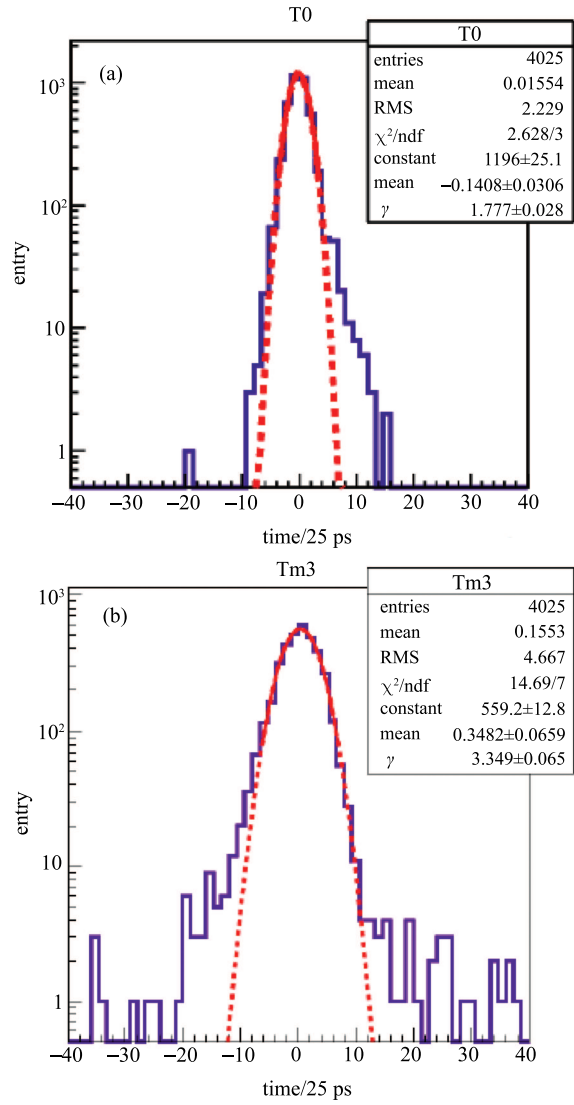 T0
(a)
T0
entries 4025
mean 0.01554
RMS 2.229
χ²/ndf 2.628/3
constant 1196±25.1
mean −0.1408±0.0306
γ 1.777±0.028
10³
10²
10
1
entry
−40 −30 −20 −10 0 10 20 30 40
time/25 ps
Tm3
(b)
Tm3
entries 4025
mean 0.1553
RMS 4.667
χ²/ndf 14.69/7
constant 559.2±12.8
mean 0.3482±0.0659
γ 3.349±0.065
10³
10²
10
1
entry
−40 −30 −20 −10 0 10 20 30 40
time/25 ps